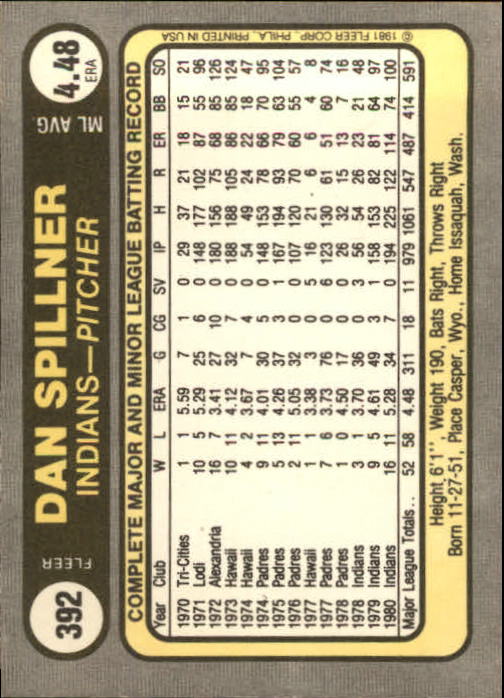 392
FLEER
DAN SPILLNER
INDIANS—PITCHER
ML AVG.
4.48
ERA
COMPLETE MAJOR AND MINOR LEAGUE BATTING RECORD
Year Club W L ERA G CG SV IP H R ER BB SO
1970 Tri-Cities 1 1 5.59 7 1 0 29 37 21 18 15 21
1971 Lodi 10 5 5.29 25 6 0 148 177 102 87 55 96
1972 Alexandria 16 7 3.41 27 10 0 180 156 75 68 85 126
1973 Hawaii 10 11 4.12 32 7 0 188 188 105 86 85 124
1974 Hawaii 4 2 3.67 7 4 0 54 49 24 22 18 47
1974 Padres 9 11 4.01 30 5 0 148 153 78 66 70 95
1975 Padres 5 13 4.26 37 3 1 167 194 93 79 63 104
1976 Padres 2 11 5.05 32 0 0 107 120 70 60 55 57
1977 Hawaii 1 1 3.38 3 1 0 16 21 6 6 4 8
1977 Padres 7 6 3.73 76 0 6 123 130 61 51 60 74
1978 Padres 1 0 4.50 17 0 0 26 32 15 13 7 16
1978 Indians 3 1 3.70 36 0 3 56 54 26 23 21 48
1979 Indians 9 5 4.61 49 3 1 158 153 82 81 64 97
1980 Indians 16 11 5.28 34 7 0 194 225 122 114 74 100
Major League Totals .. 52 58 4.48 311 18 11 979 1061 547 487 414 591
Height 6'1'', Weight 190, Bats Right, Throws Right
Born 11-27-51, Place Casper, Wyo., Home Issaquah, Wash.
© 1981 FLEER CORP., PHILA., PRINTED IN USA